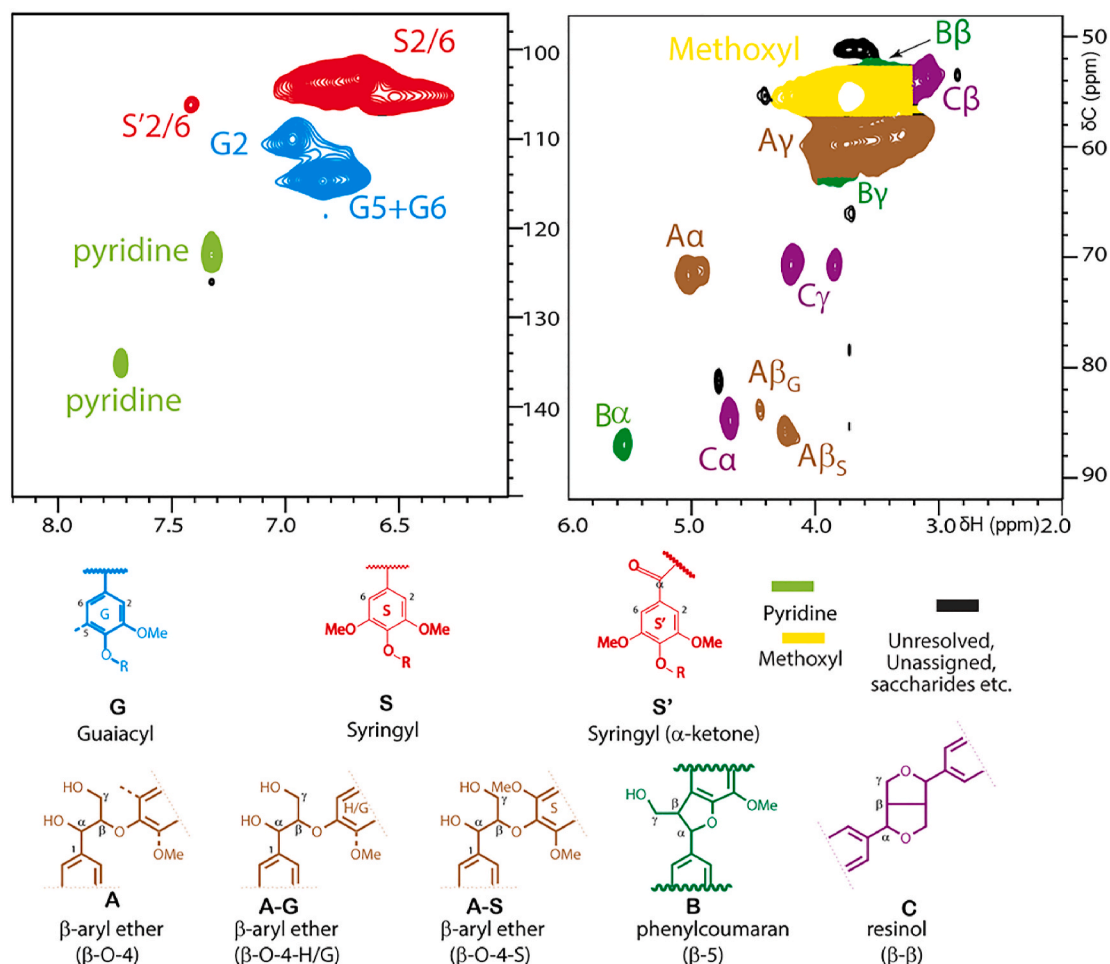 S2/6
S'2/6
G2
G5+G6
pyridine
pyridine
100
110
120
130
140
8.0 7.5 7.0 6.5
Methoxyl
Bβ
Cβ
Aγ
Bγ
Aα
Cγ
AβG
AβS
Bα
Cα
50
60
70
80
90
δC (ppm)
6.0 5.0 4.0 3.0 δH (ppm) 2.0
6 G 2
5 OMe
O R
G
Guaiacyl
6 S 2
MeO OMe
O R
S
Syringyl
O α
6 S' 2
MeO OMe
O R
S'
Syringyl (α-ketone)
Pyridine
Methoxyl
Unresolved,
Unassigned,
saccharides etc.
HO γ
HO α β O
1 OMe
A
β-aryl ether
(β-O-4)
HO γ H/G
HO α β O
1 OMe
A-G
β-aryl ether
(β-O-4-H/G)
HO MeO S
γ
HO α β O
1 OMe
A-S
β-aryl ether
(β-O-4-S)
HO β OMe
γ α O
B
phenylcoumaran
(β-5)
γ O
β
α O
C
resinol
(β-β)